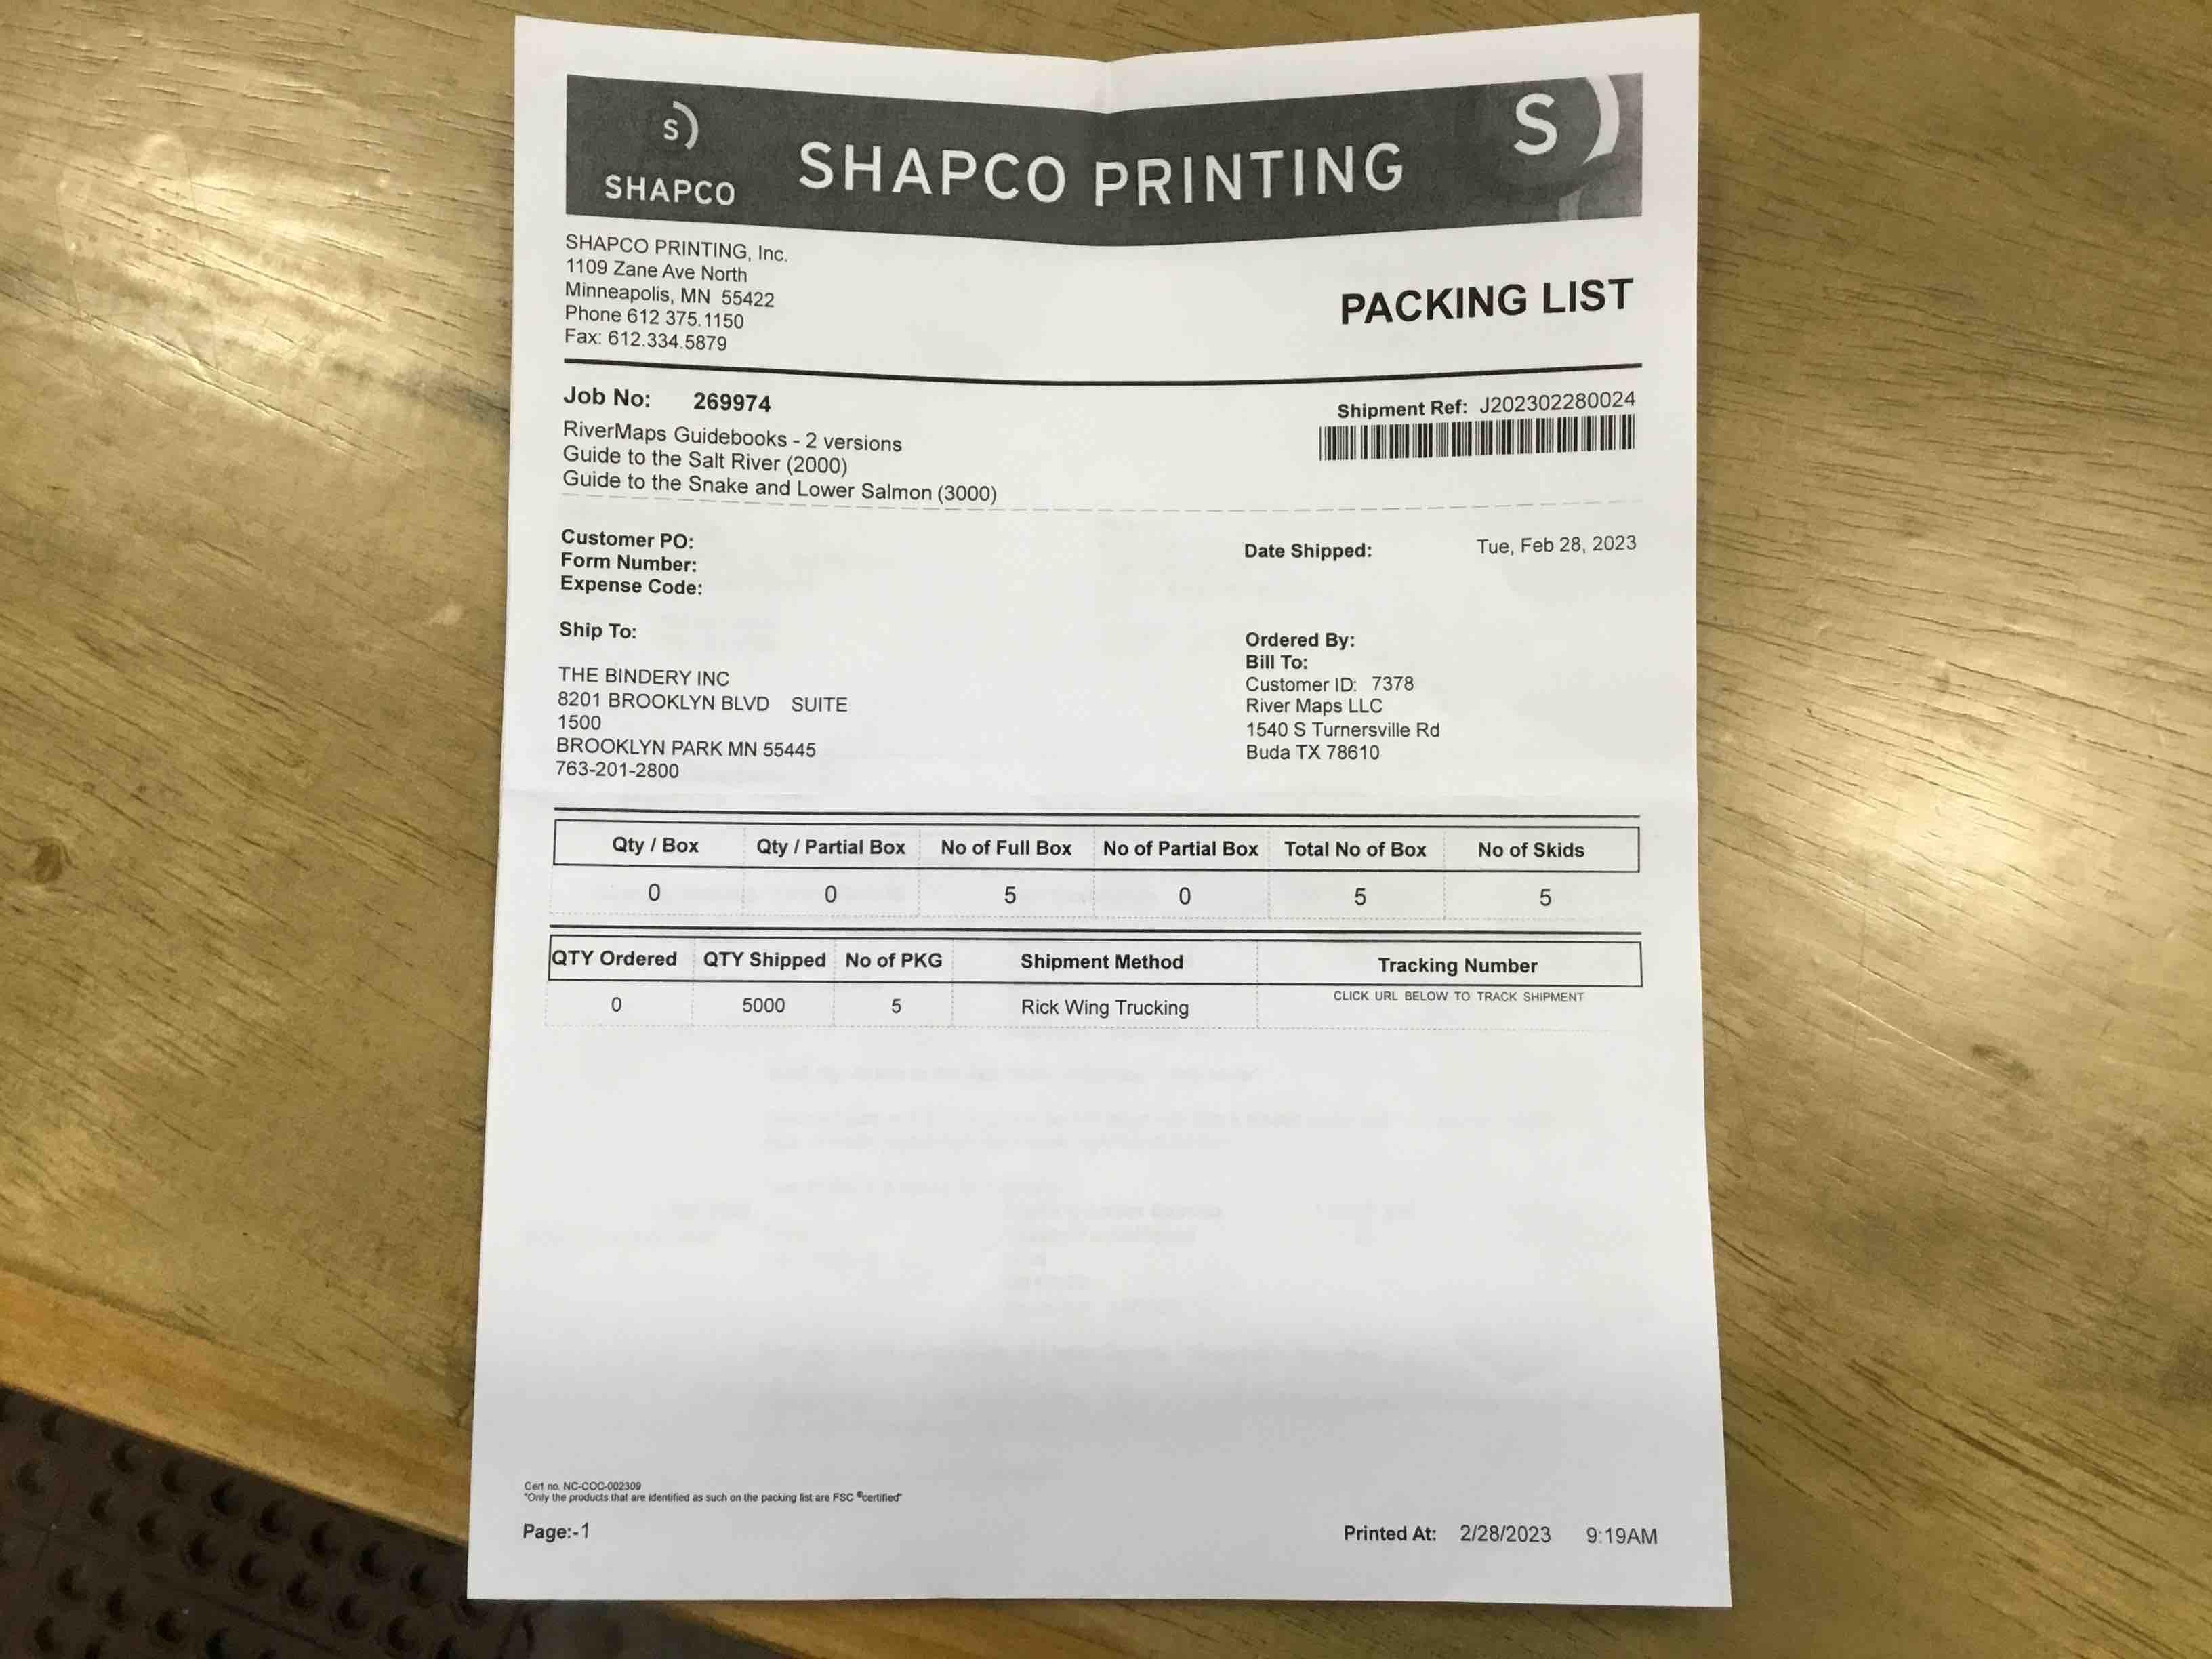 S)
SHAPCO
SHAPCO PRINTING
S)
SHAPCO PRINTING, Inc.
1109 Zane Ave North
Minneapolis, MN 55422
Phone 612 375.1150
Fax: 612.334.5879
PACKING LIST
Job No: 269974
RiverMaps Guidebooks - 2 versions
Guide to the Salt River (2000)
Guide to the Snake and Lower Salmon (3000)
Shipment Ref: J202302280024
Customer PO:
Form Number:
Expense Code:
Date Shipped: Tue, Feb 28, 2023
Ship To:
THE BINDERY INC
8201 BROOKLYN BLVD SUITE
1500
BROOKLYN PARK MN 55445
763-201-2800
Ordered By:
Bill To:
Customer ID: 7378
River Maps LLC
1540 S Turnersville Rd
Buda TX 78610
Qty / Box Qty / Partial Box No of Full Box No of Partial Box Total No of Box No of Skids
0 0 5 0 5 5
QTY Ordered QTY Shipped No of PKG Shipment Method Tracking Number
0 5000 5 Rick Wing Trucking CLICK URL BELOW TO TRACK SHIPMENT
Cert no. NC-COC-002309
"Only the products that are identified as such on the packing list are FSC ®certified"
Page:-1
Printed At: 2/28/2023 9:19AM